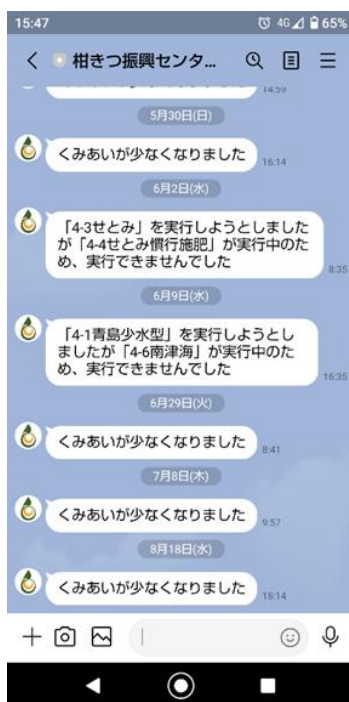 15:47
4G 65%
柑きつ振興センタ...
14:59
5月30日(日)
くみあいが少なくなりました
16:14
6月2日(水)
「4-3せとみ」を実行しようとしました
が「4-4せとみ慣行施肥」が実行中のた
め、実行できませんでした
8:35
6月9日(水)
「4-1青島少水型」を実行しようとし
ましたが「4-6南津海」が実行中のた
め、実行できませんでした
16:35
6月29日(火)
くみあいが少なくなりました
8:41
7月8日(木)
くみあいが少なくなりました
9:57
8月18日(水)
くみあいが少なくなりました
18:14